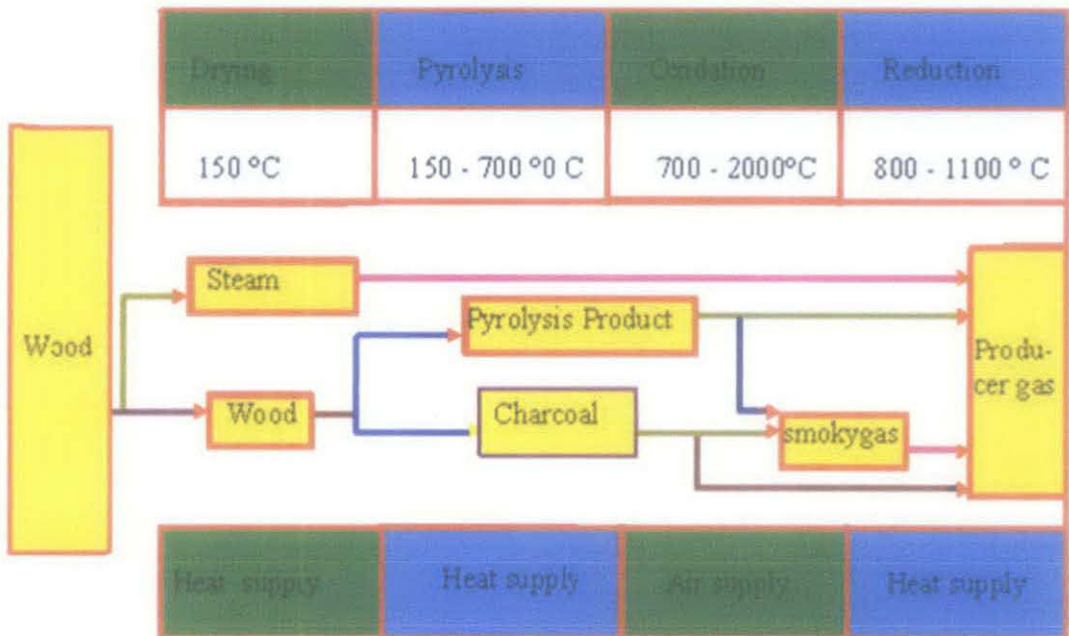 Drying Pyrolysis Oxidation Reduction
150 °C 150 - 700 °0 C 700 - 2000°C 800 - 1100 ° C
Steam
Pyrolysis Product
Wood
Produ-
cer gas
Wood
Charcoal
smokygas
Heat supply Heat supply Air supply Heat supply